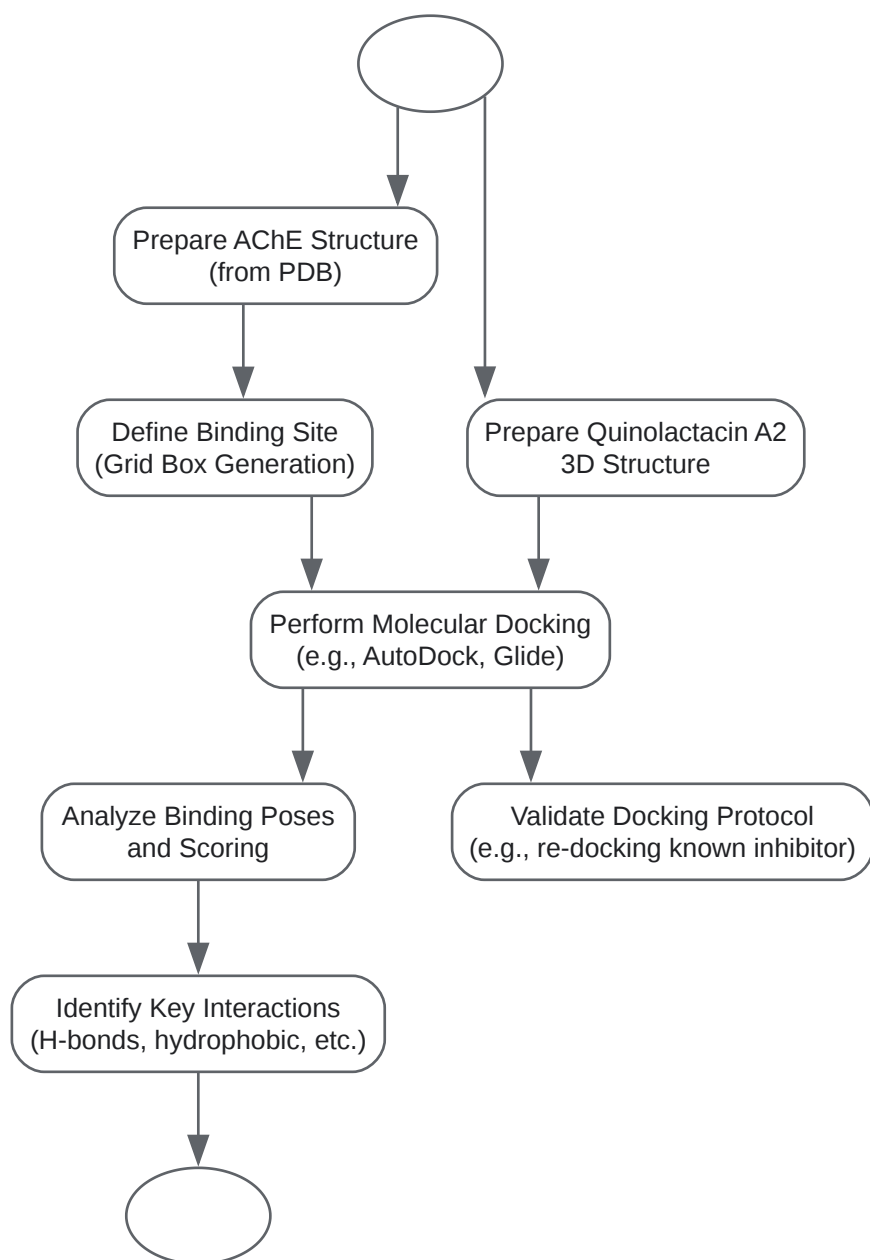 Prepare AChE Structure
(from PDB)
Define Binding Site
(Grid Box Generation)
Prepare Quinolactacin A2
3D Structure
Perform Molecular Docking
(e.g., AutoDock, Glide)
Analyze Binding Poses
and Scoring
Validate Docking Protocol
(e.g., re-docking known inhibitor)
Identify Key Interactions
(H-bonds, hydrophobic, etc.)